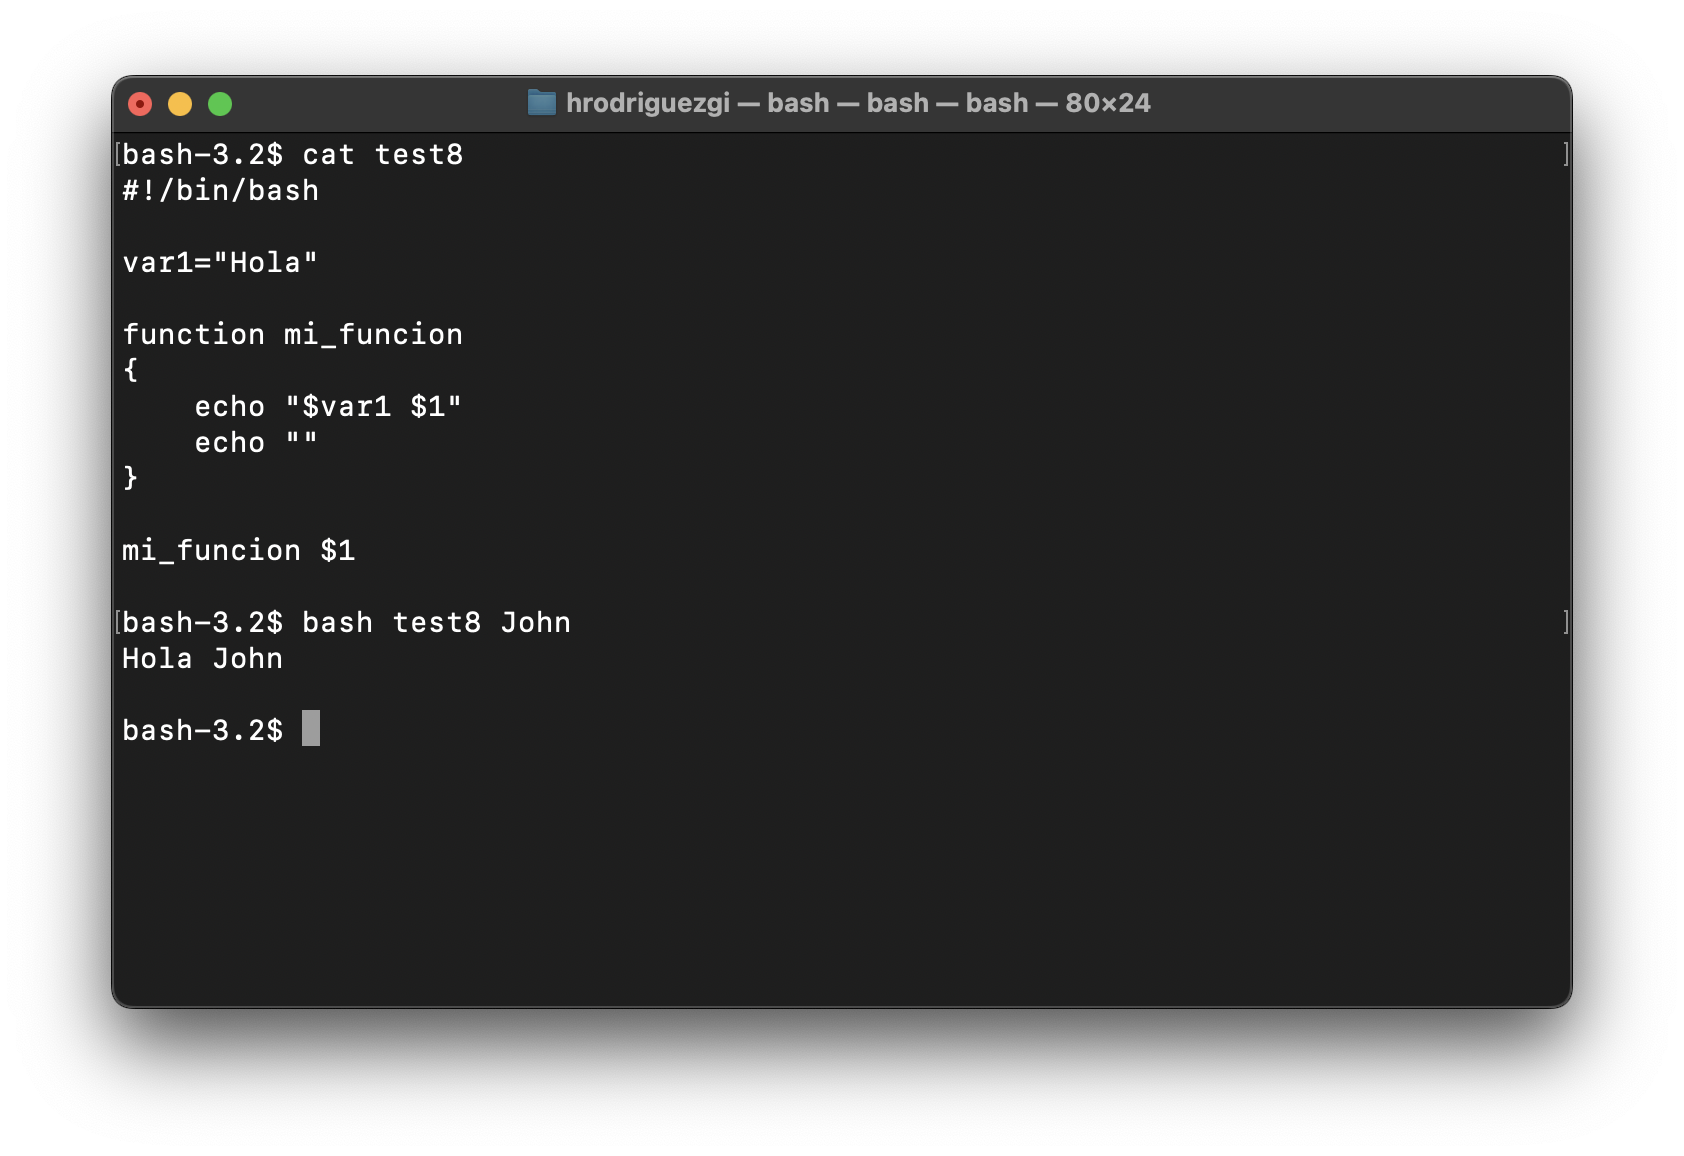 hrodriguezgi — bash — bash — bash — 80×24
[bash-3.2$ cat test8 ]
#!/bin/bash

var1="Hola"

function mi_funcion
{
    echo "$var1 $1"
    echo ""
}

mi_funcion $1

[bash-3.2$ bash test8 John ]
Hola John

bash-3.2$